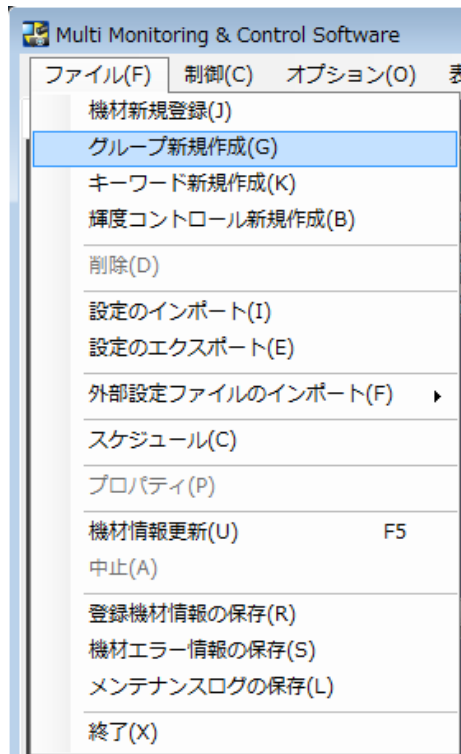 Multi Monitoring & Control Software
ファイル(F) 制御(C) オプション(O)
機材新規登録(J)
グループ新規作成(G)
キーワード新規作成(K)
輝度コントロール新規作成(B)
削除(D)
設定のインポート(I)
設定のエクスポート(E)
外部設定ファイルのインポート(F)
スケジュール(C)
プロパティ(P)
機材情報更新(U) F5
中止(A)
登録機材情報の保存(R)
機材エラー情報の保存(S)
メンテナンスログの保存(L)
終了(X)